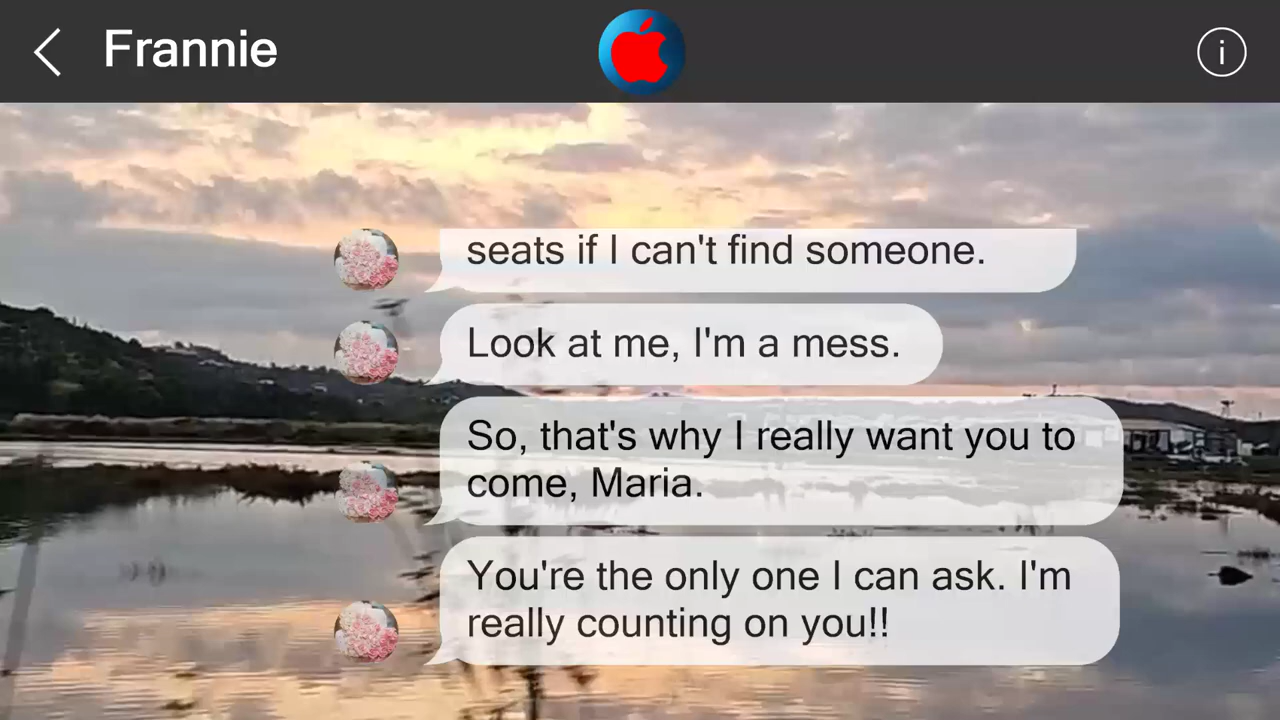 Frannie
i
seats if I can't find someone.
Look at me, I'm a mess.
So, that's why I really want you to
come, Maria.
You're the only one I can ask. I'm
really counting on you!!